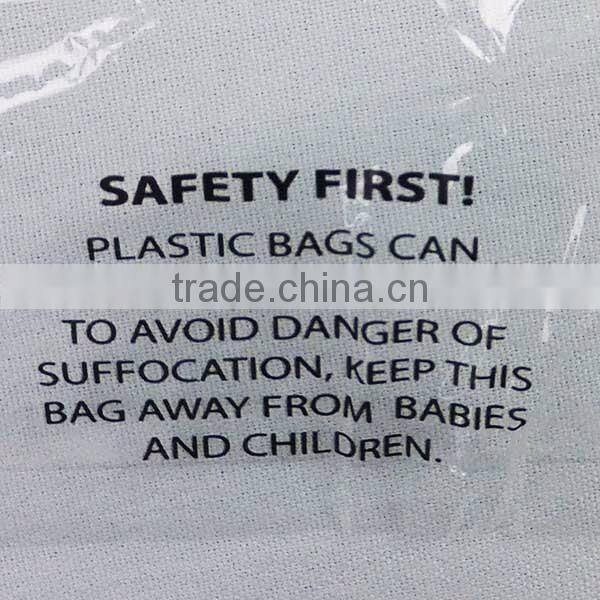 SAFETY FIRST!
PLASTIC BAGS CAN
trade.china.cn
TO AVOID DANGER OF
SUFFOCATION, KEEP THIS
BAG AWAY FROM BABIES
AND CHILDREN.